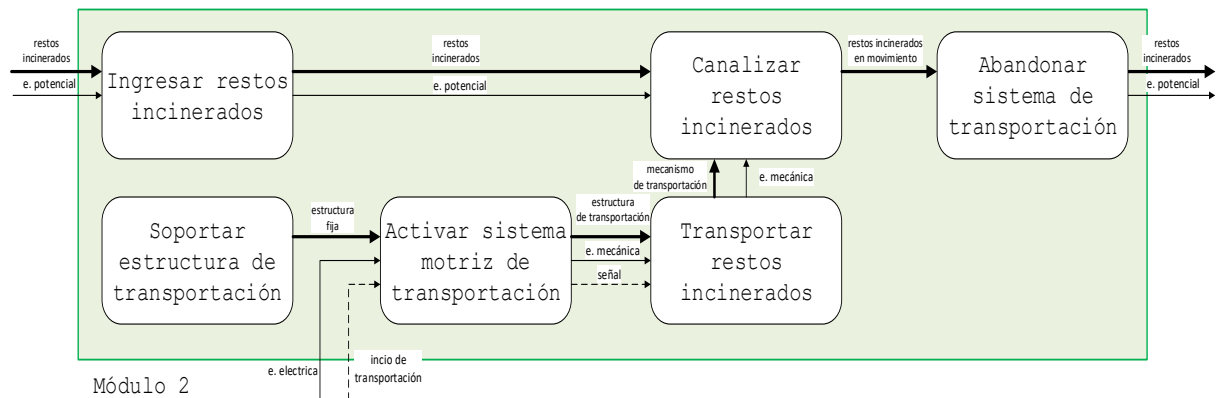 restos
incinerados
e. potencial
Ingresar restos
incinerados
restos
incinerados
e. potencial
Canalizar
restos
incinerados
restos incinerados
en movimiento
Abandonar
sistema de
transportación
restos
incinerados
e. potencial
mecanismo
de transportación
e. mecánica
Soportar
estructura de
transportación
estructura
fija
Activar sistema
motriz de
transportación
estructura
de transportación
e. mecánica
señal
Transportar
restos
incinerados
e. electrica
incio de
transportación
Módulo 2